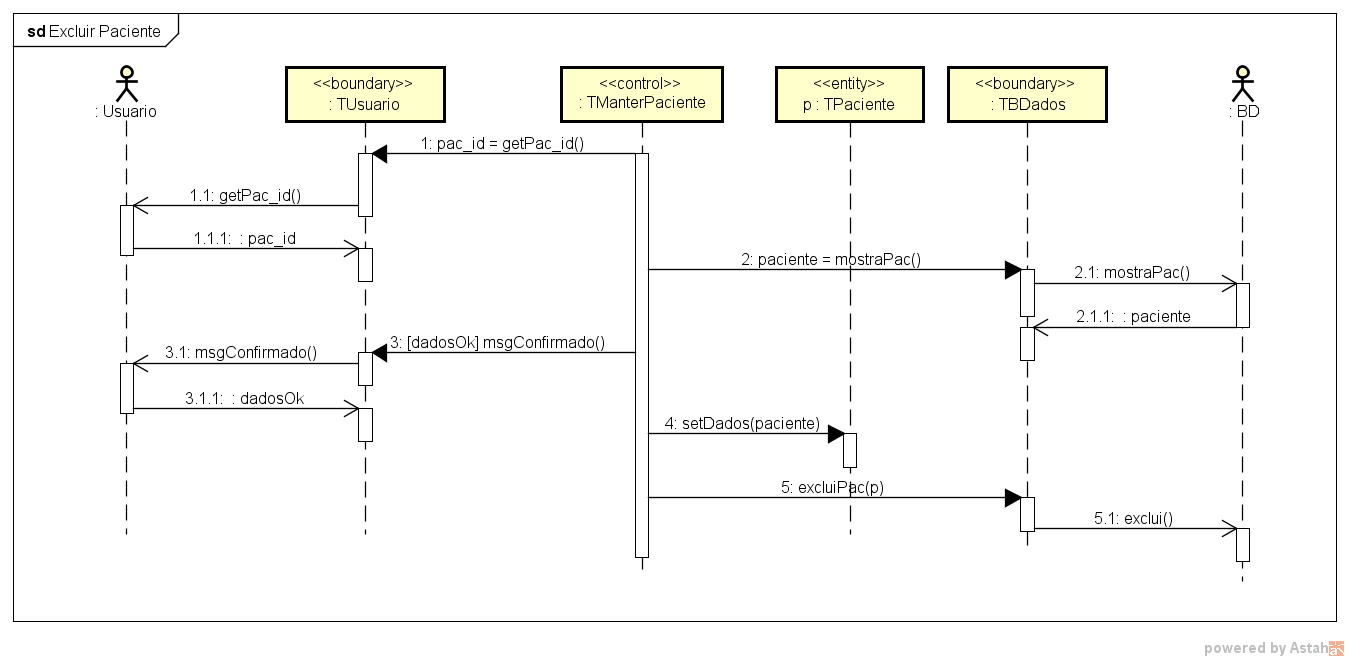 sd Excluir Paciente
: Usuario
<<boundary>>
: TUsuario
<<control>>
: TManterPaciente
<<entity>>
p : TPaciente
<<boundary>>
: TBDados
: BD
1: pac_id = getPac_id()
1.1: getPac_id()
1.1.1: : pac_id
2: paciente = mostraPac()
2.1: mostraPac()
2.1.1: : paciente
3: [dadosOk] msgConfirmado()
3.1: msgConfirmado()
3.1.1: : dadosOk
4: setDados(paciente)
5: excluiPac(p)
5.1: exclui()
powered by Astah